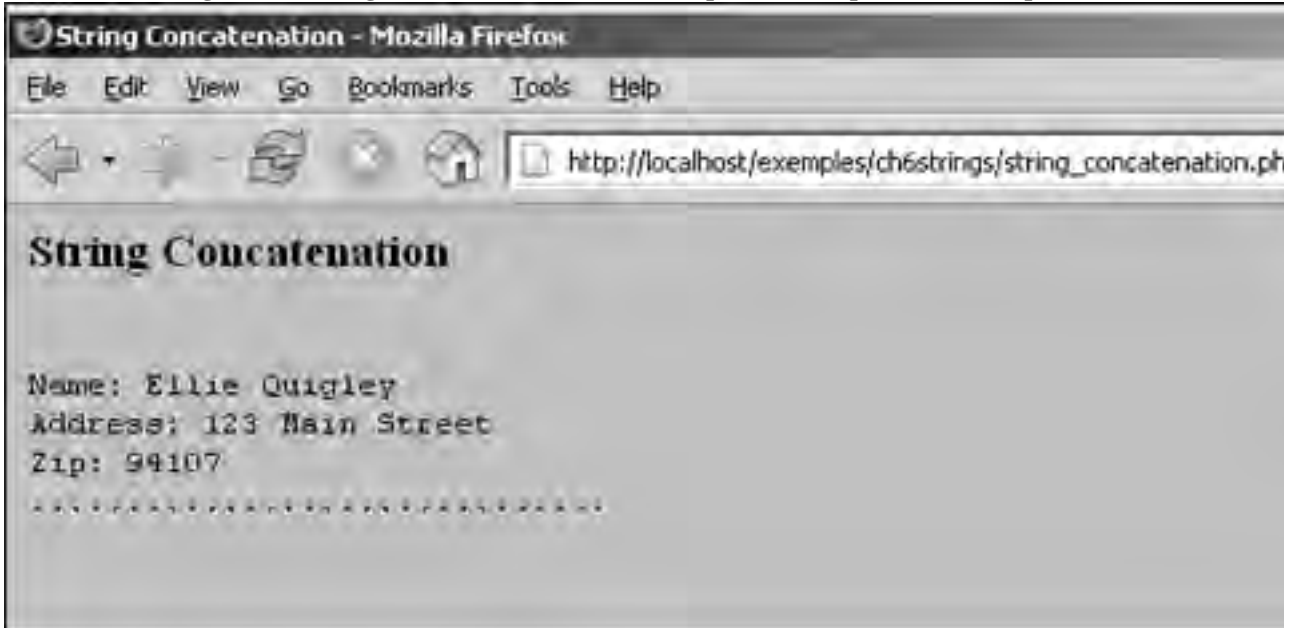 String Concatenation - Mozilla Firefox
File Edit View Go Bookmarks Tools Help
http://localhost/exemples/ch6strings/string_concatenation.ph
String Concatenation
Name: Ellie Quigley
Address: 123 Main Street
Zip: 94107